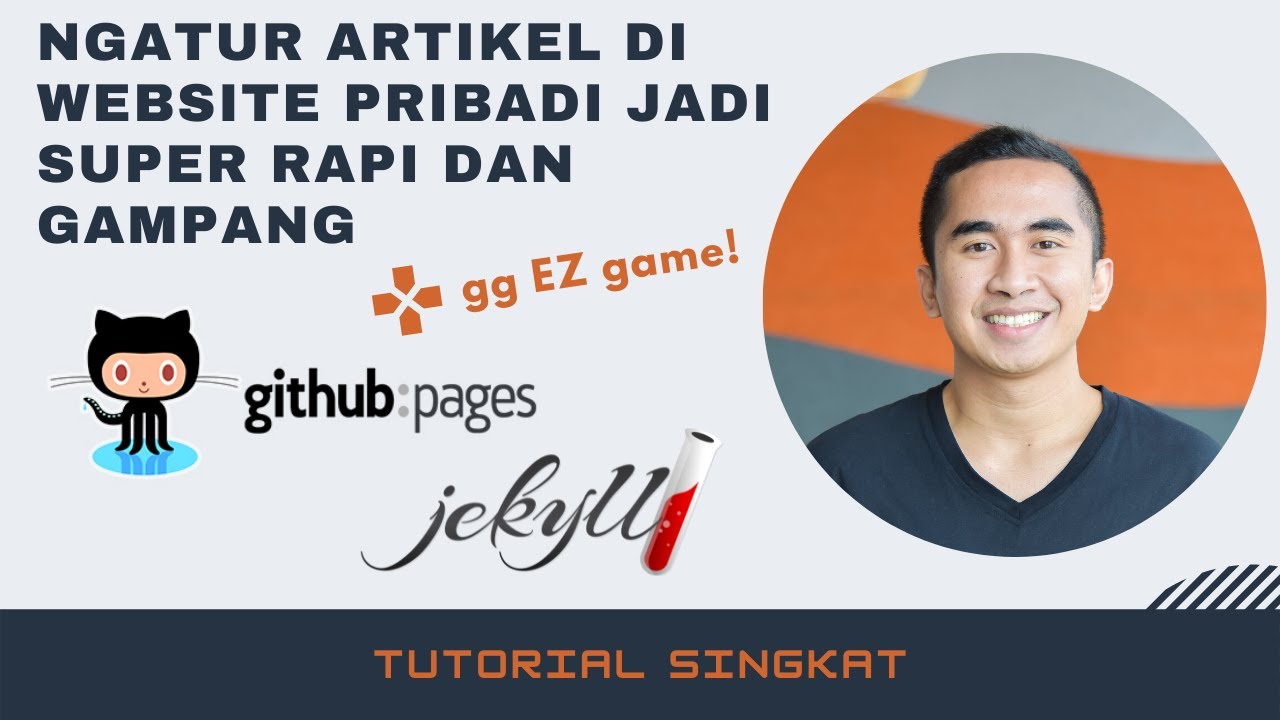 NGATUR ARTIKEL DI
WEBSITE PRIBADI JADI
SUPER RAPI DAN
GAMPANG
gg EZ game!
github:pages
jekyll
TUTORIAL SINGKAT